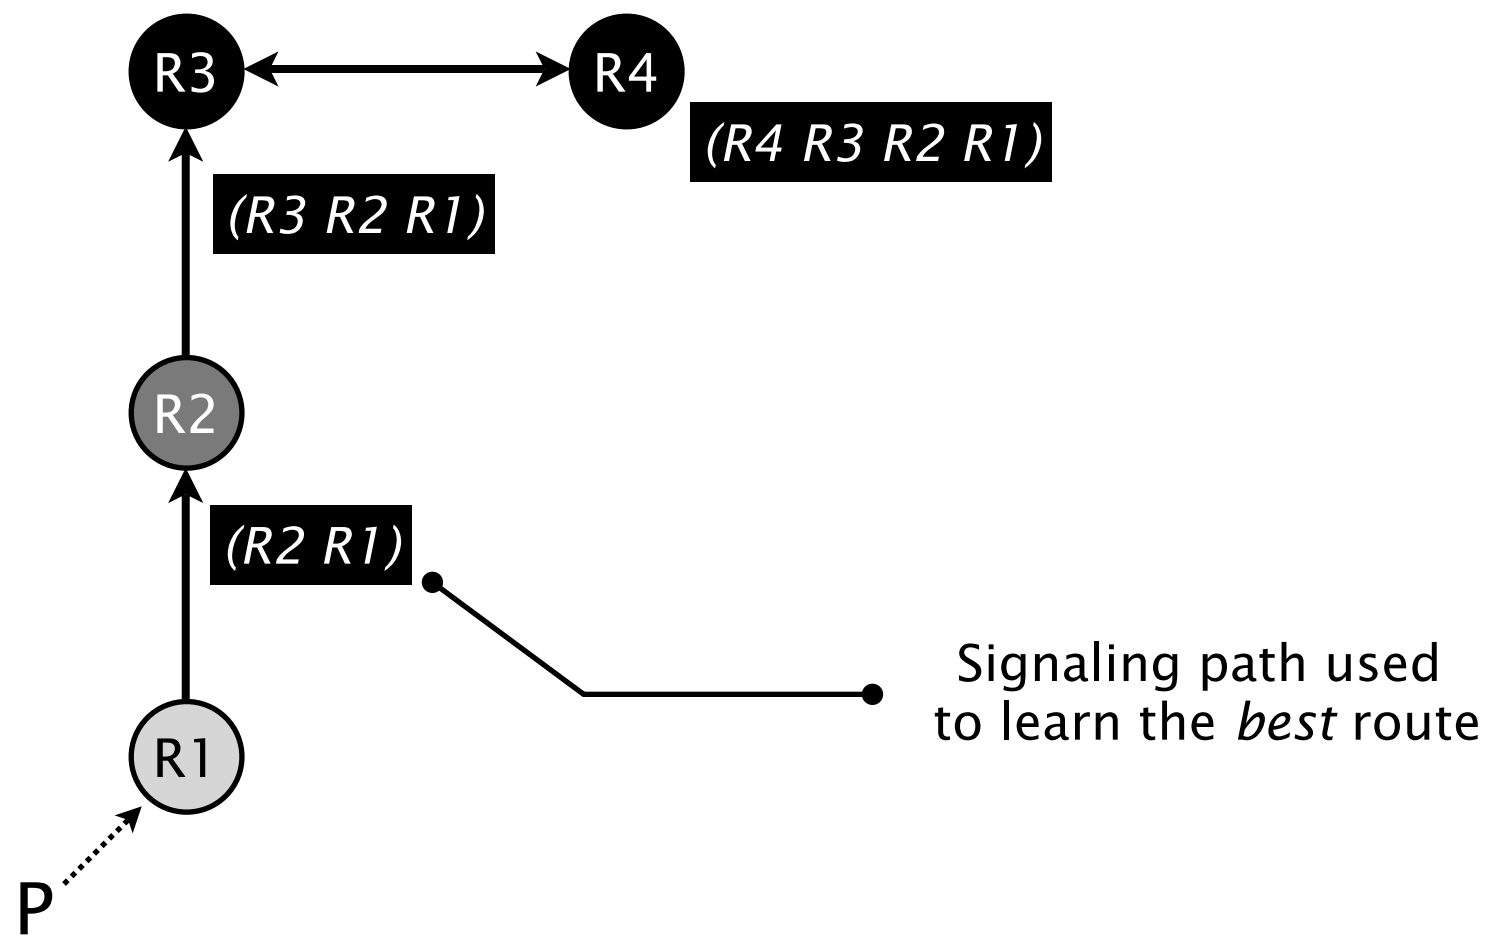 R3
R4
(R4 R3 R2 R1)
(R3 R2 R1)
R2
(R2 R1)
Signaling path used
to learn the best route
R1
P